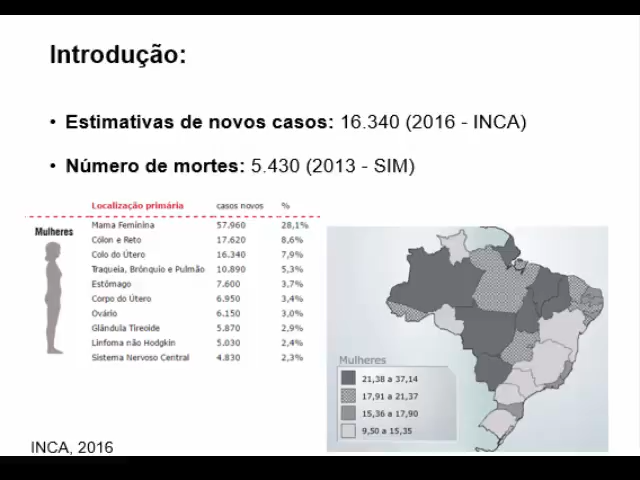 Introdução:
• Estimativas de novos casos: 16.340 (2016 - INCA)
• Número de mortes: 5.430 (2013 - SIM)
Localização primária casos novos %
Mulheres
Mama Feminina 57.960 28,1%
Cólon e Reto 17.620 8,6%
Colo do Útero 16.340 7,9%
Traqueia, Brônquio e Pulmão 10.890 5,3%
Estômago 7.600 3,7%
Corpo do Útero 6.950 3,4%
Ovário 6.150 3,0%
Glândula Tireoide 5.870 2,9%
Linfoma não Hodgkin 5.030 2,4%
Sistema Nervoso Central 4.830 2,3%
Mulheres
21,38 a 37,14
17,91 a 21,37
15,36 a 17,90
9,50 a 15,35
INCA, 2016